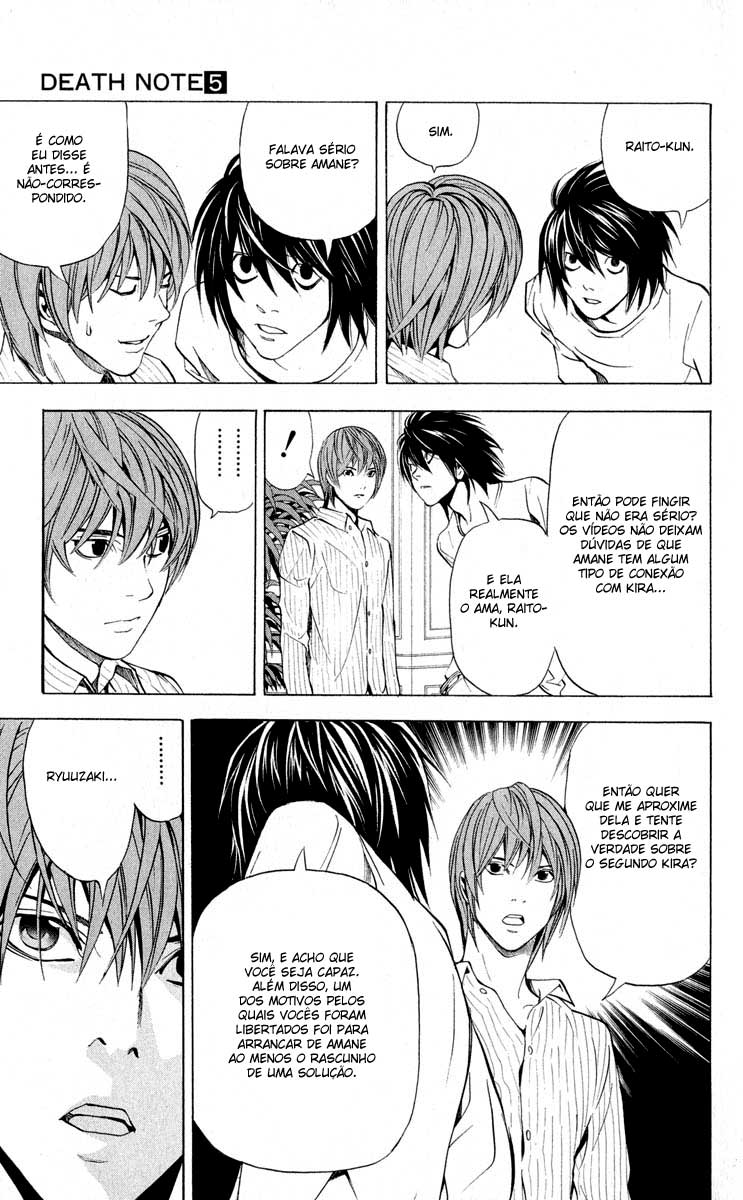 DEATH NOTE 5
RAITO-KUN.
SIM.
FALAVA SÉRIO
SOBRE AMANE?
É COMO
EU DISSE
ANTES... É
NÃO-CORRES-
PONDIDO.
ENTÃO PODE FINGIR
QUE NÃO ERA SÉRIO?
OS VÍDEOS NÃO DEIXAM
DÚVIDAS DE QUE
AMANE TEM ALGUM
TIPO DE CONEXÃO
COM KIRA...
E ELA
REALMENTE
O AMA, RAITO-
KUN.
!
.........
ENTÃO QUER
QUE ME APROXIME
DELA E TENTE
DESCOBRIR A
VERDADE SOBRE
O SEGUNDO KIRA?
SIM, E ACHO QUE
VOCÊ SEJA CAPAZ.
ALÉM DISSO, UM
DOS MOTIVOS PELOS
QUAIS VOCÊS FORAM
LIBERTADOS FOI PARA
ARRANCAR DE AMANE
AO MENOS O RASCUNHO
DE UMA SOLUÇÃO.
.........
RYUUZAKI...